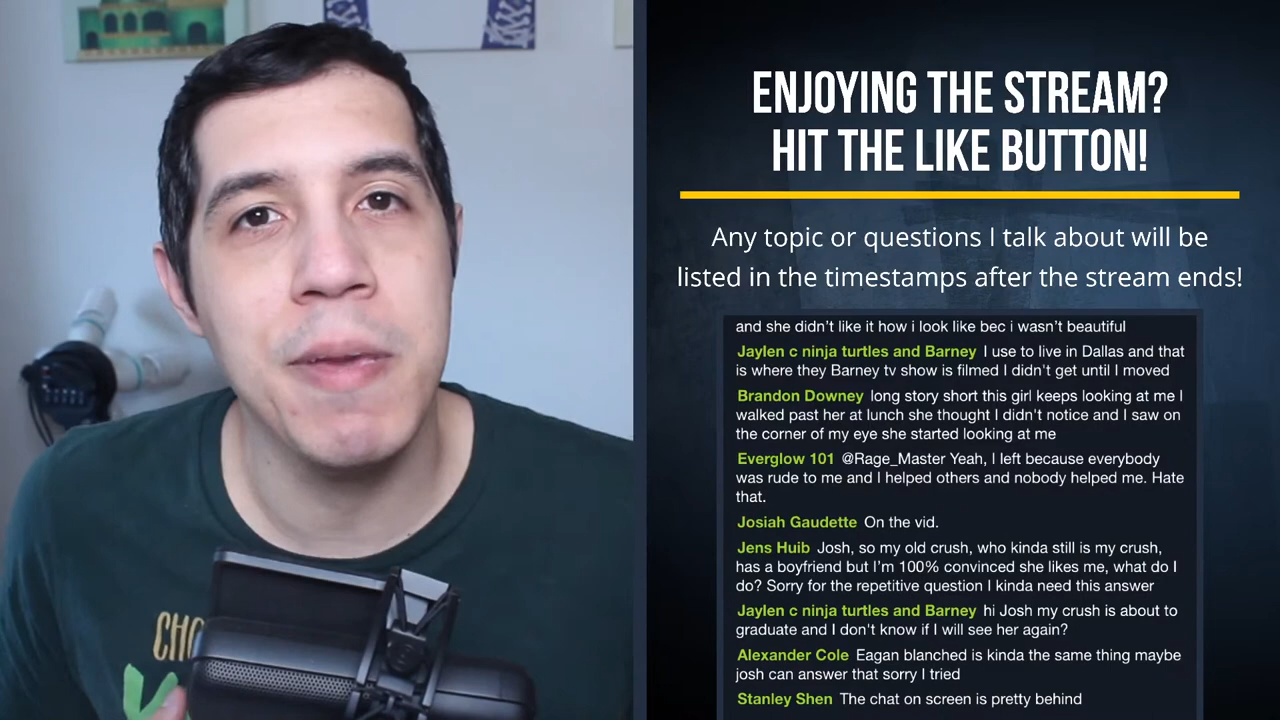 ENJOYING THE STREAM?
HIT THE LIKE BUTTON!
Any topic or questions I talk about will be
listed in the timestamps after the stream ends!
and she didn't like it how i look like bec i wasn't beautiful
Jaylen c ninja turtles and Barney I use to live in Dallas and that
is where they Barney tv show is filmed I didn't get until I moved
Brandon Downey long story short this girl keeps looking at me I
walked past her at lunch she thought I didn't notice and I saw on
the corner of my eye she started looking at me
Everglow 101 @Rage_Master Yeah, I left because everybody
was rude to me and I helped others and nobody helped me. Hate
that.
Josiah Gaudette On the vid.
Jens Huib Josh, so my old crush, who kinda still is my crush,
has a boyfriend but I'm 100% convinced she likes me, what do I
do? Sorry for the repetitive question I kinda need this answer
Jaylen c ninja turtles and Barney hi Josh my crush is about to
graduate and I don't know if I will see her again?
Alexander Cole Eagan blanched is kinda the same thing maybe
josh can answer that sorry I tried
Stanley Shen The chat on screen is pretty behind